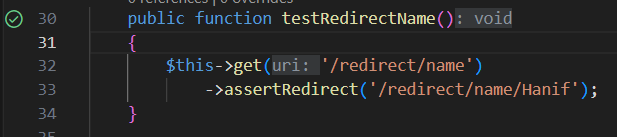 0 references | 0 overrides
30 public function testRedirectName(): void
31 {
32 $this->get(uri: '/redirect/name')
33 ->assertRedirect('/redirect/name/Hanif');
34 }
35